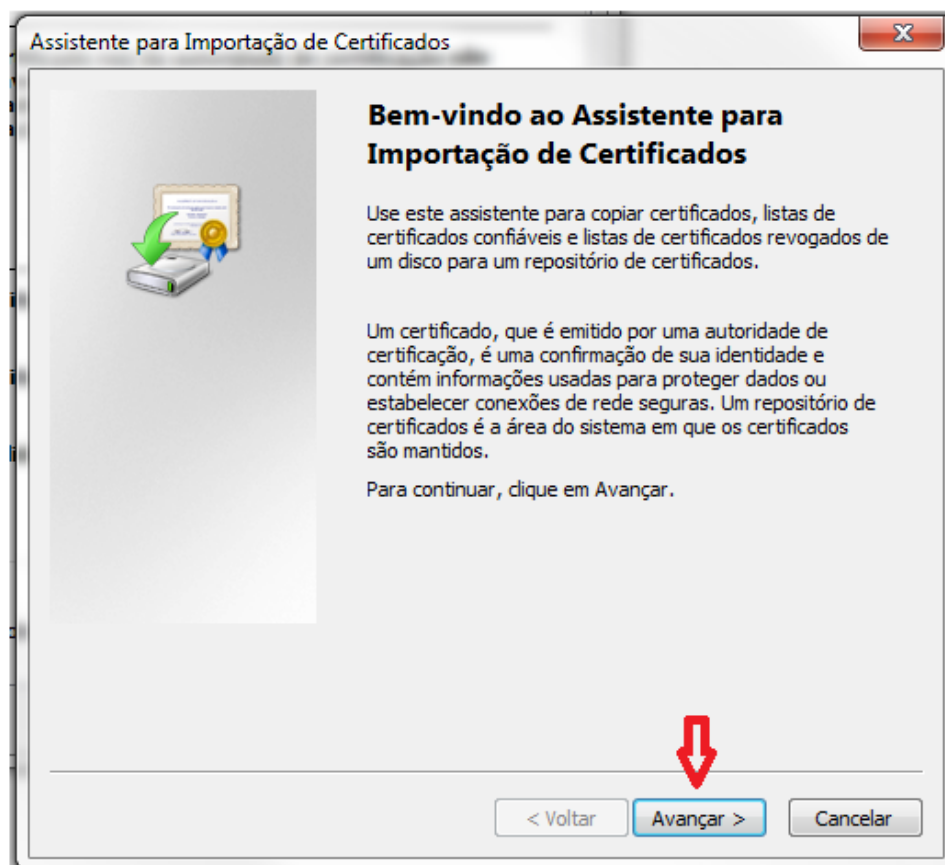 Assistente para Importação de Certificados
Bem-vindo ao Assistente para
Importação de Certificados
Use este assistente para copiar certificados, listas de
certificados confiáveis e listas de certificados revogados de
um disco para um repositório de certificados.
Um certificado, que é emitido por uma autoridade de
certificação, é uma confirmação de sua identidade e
contém informações usadas para proteger dados ou
estabelecer conexões de rede seguras. Um repositório de
certificados é a área do sistema em que os certificados
são mantidos.
Para continuar, clique em Avançar.
< Voltar
Avançar >
Cancelar